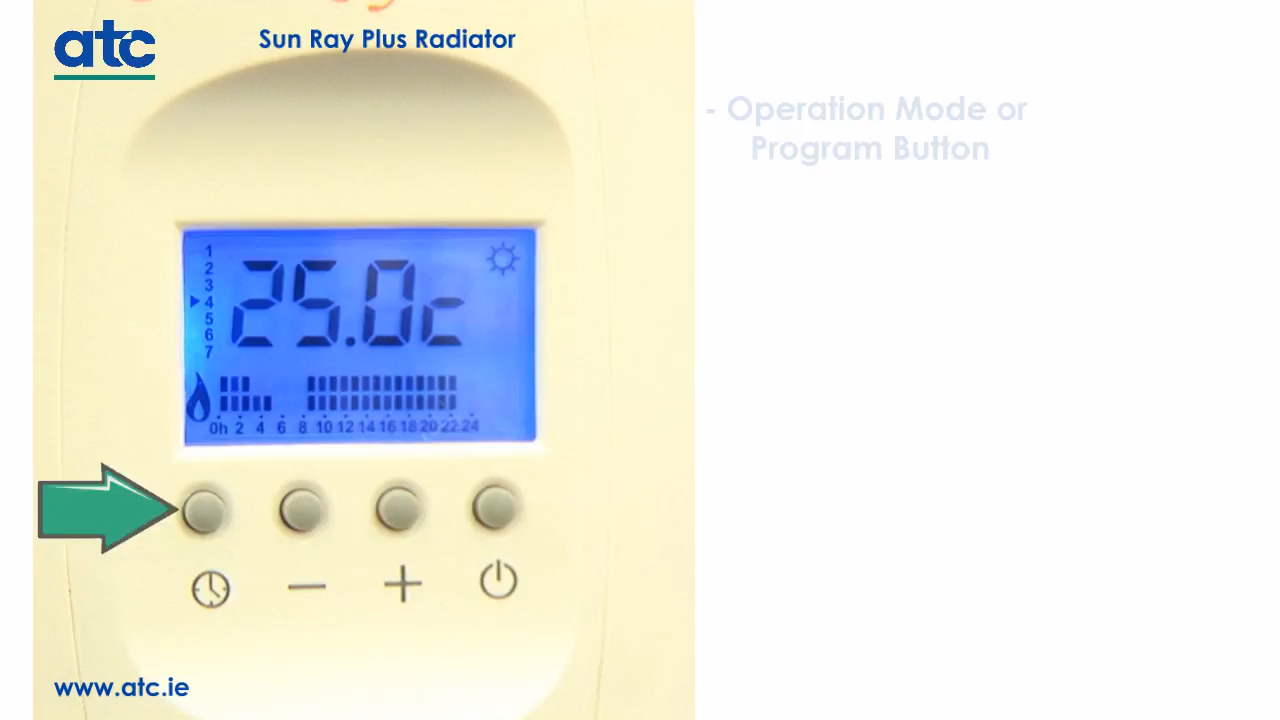 atc
Sun Ray Plus Radiator
- Operation Mode or
Program Button
1
2
3
4
5
6
7
25.0c
0h 2 4 6 8 10 12 14 16 18 20 22 24
www.atc.ie